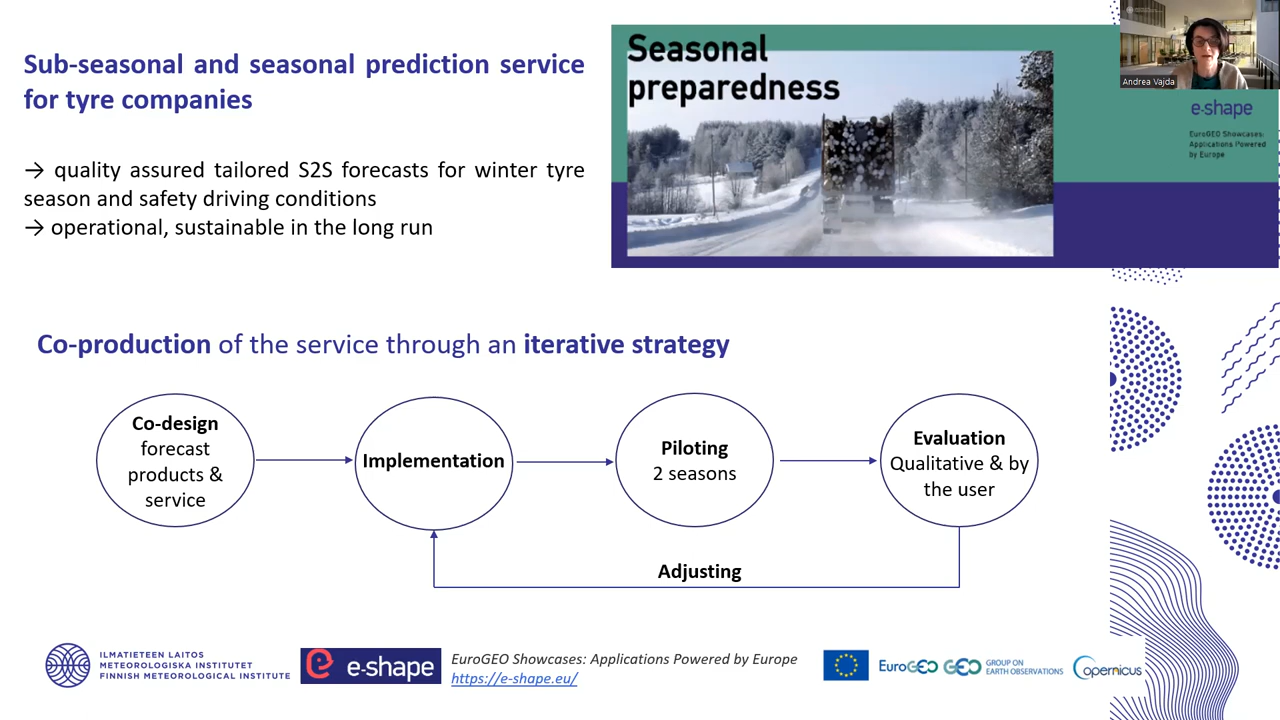 Sub-seasonal and seasonal prediction service
for tyre companies
→ quality assured tailored S2S forecasts for winter tyre
season and safety driving conditions
→ operational, sustainable in the long run
Seasonal
preparedness
Andrea Vajda
e-shape
EuroGEO Showcases:
Applications Powered
by Europe
Co-production of the service through an iterative strategy
Co-design
forecast
products &
service
Implementation
Piloting
2 seasons
Evaluation
Qualitative & by
the user
Adjusting
ILMATIETEEN LAITOS
METEOROLOGISKA INSTITUTET
FINNISH METEOROLOGICAL INSTITUTE
e-shape
EuroGEO Showcases: Applications Powered by Europe
https://e-shape.eu/
EuroGEO
GEO
GROUP ON
EARTH OBSERVATIONS
Copernicus